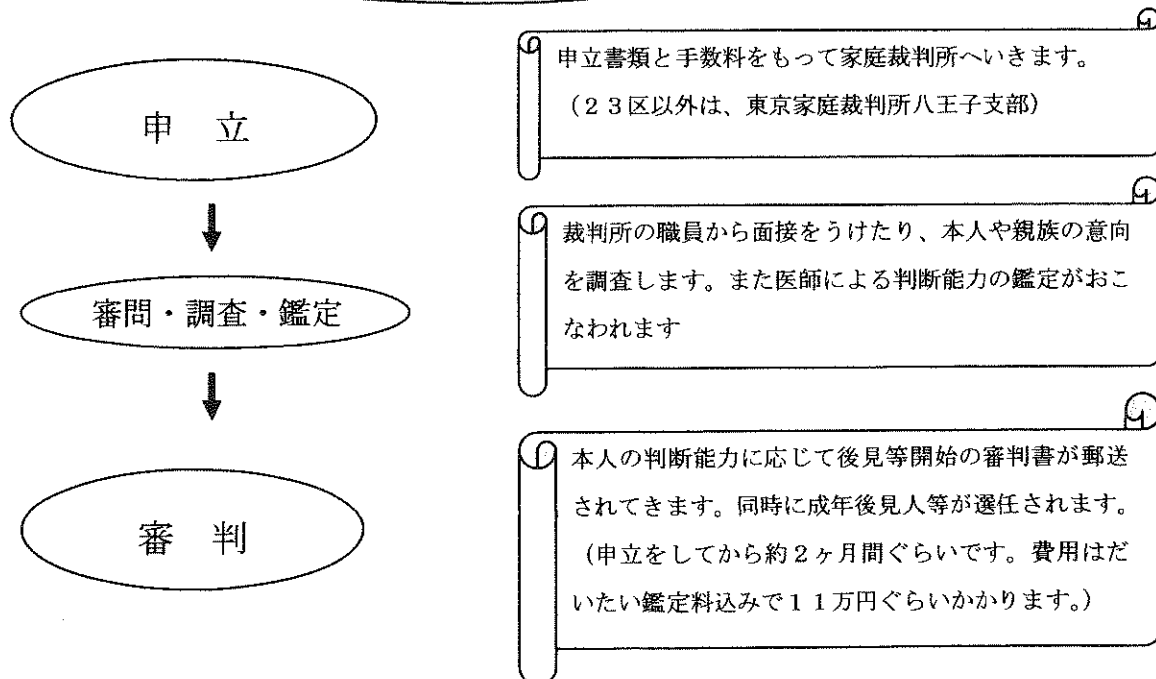 申　立
申立書類と手数料をもって家庭裁判所へいきます。
（２３区以外は、東京家庭裁判所八王子支部）
審問・調査・鑑定
裁判所の職員から面接をうけたり、本人や親族の意向
を調査します。また医師による判断能力の鑑定がおこ
なわれます
審　判
本人の判断能力に応じて後見等開始の審判書が郵送
されてきます。同時に成年後見人等が選任されます。
（申立をしてから約２ヶ月間ぐらいです。費用はだ
いたい鑑定料込みで１１万円ぐらいかかります。）